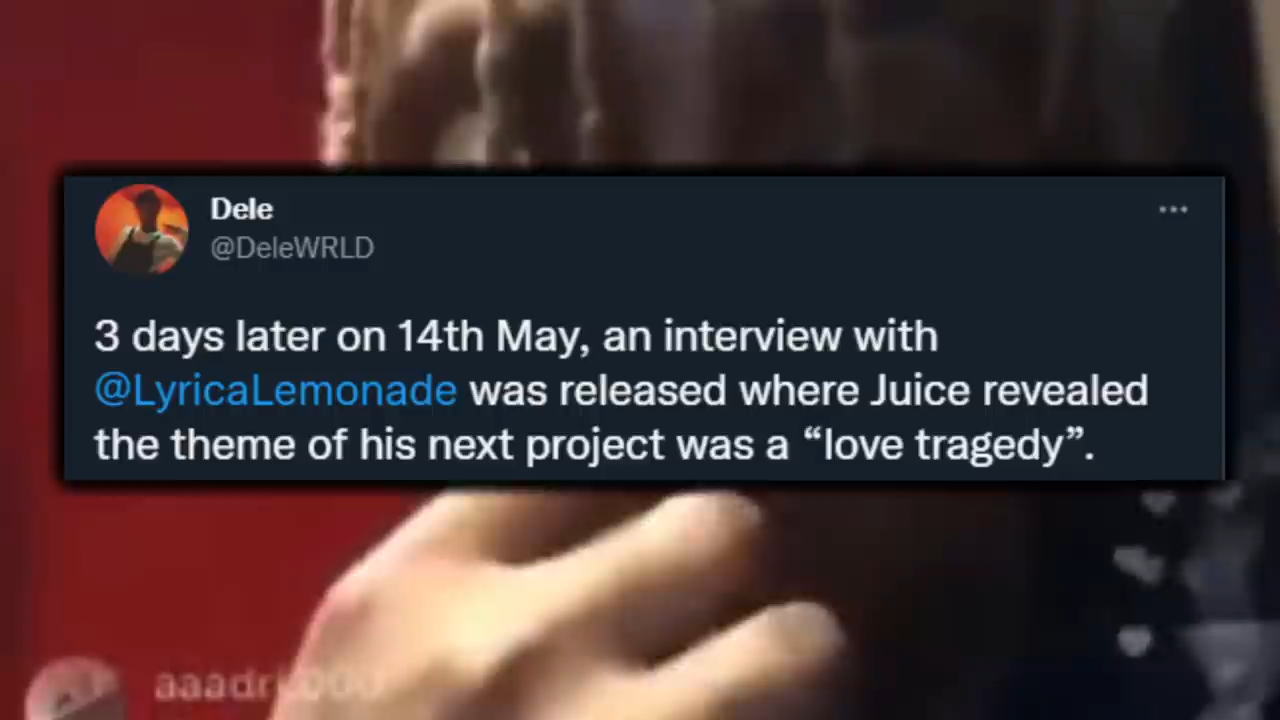 Dele
@DeleWRLD
3 days later on 14th May, an interview with
@LyricaLemonade was released where Juice revealed
the theme of his next project was a “love tragedy”.